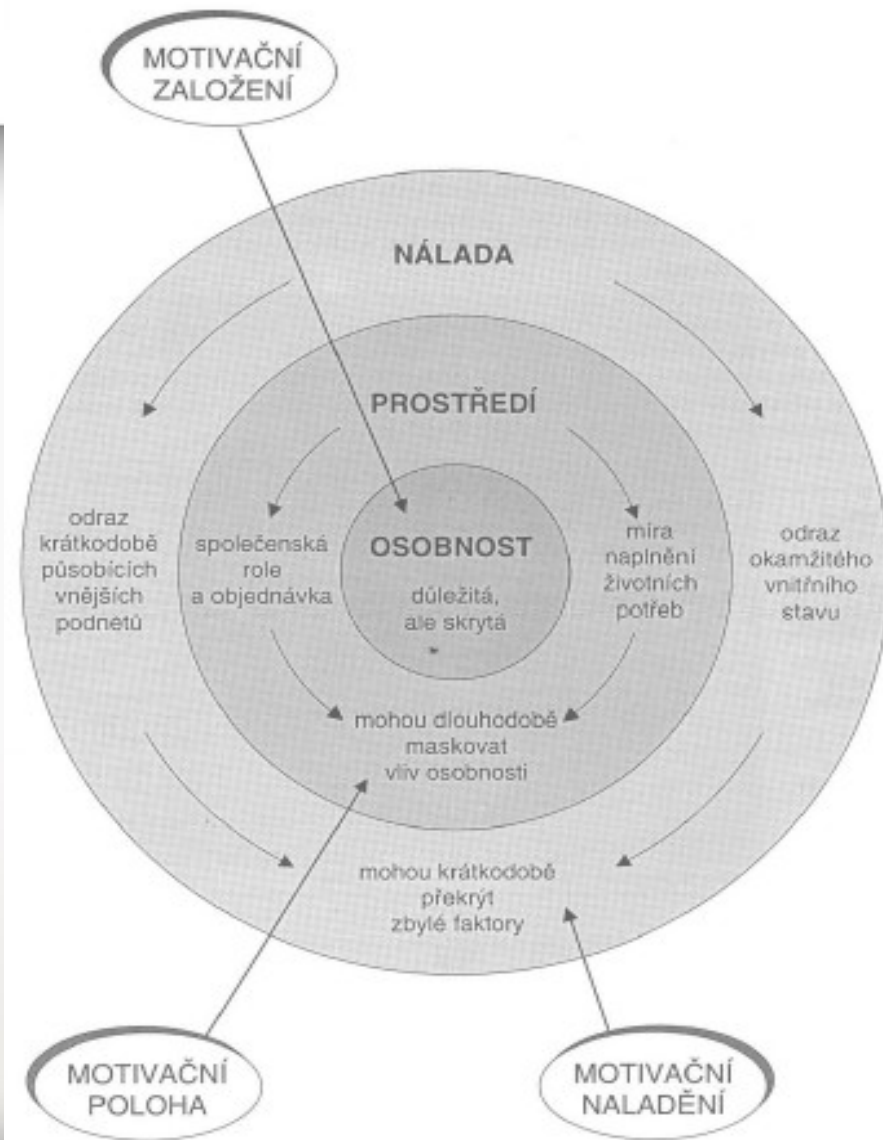 MOTIVAČNÍ
ZALOŽENÍ
NÁLADA
PROSTŘEDÍ
odraz
krátkodobě
působících
vnějších
podnětů
společenská
role
a objednávka
OSOBNOST
důležitá,
ale skrytá
míra
naplnění
životních
potřeb
odraz
okamžitého
vnitřního
stavu
mohou dlouhodobě
maskovat
vliv osobnosti
mohou krátkodobě
překrýt
zbylé faktory
MOTIVAČNÍ
POLOHA
MOTIVAČNÍ
NALADĚNÍ